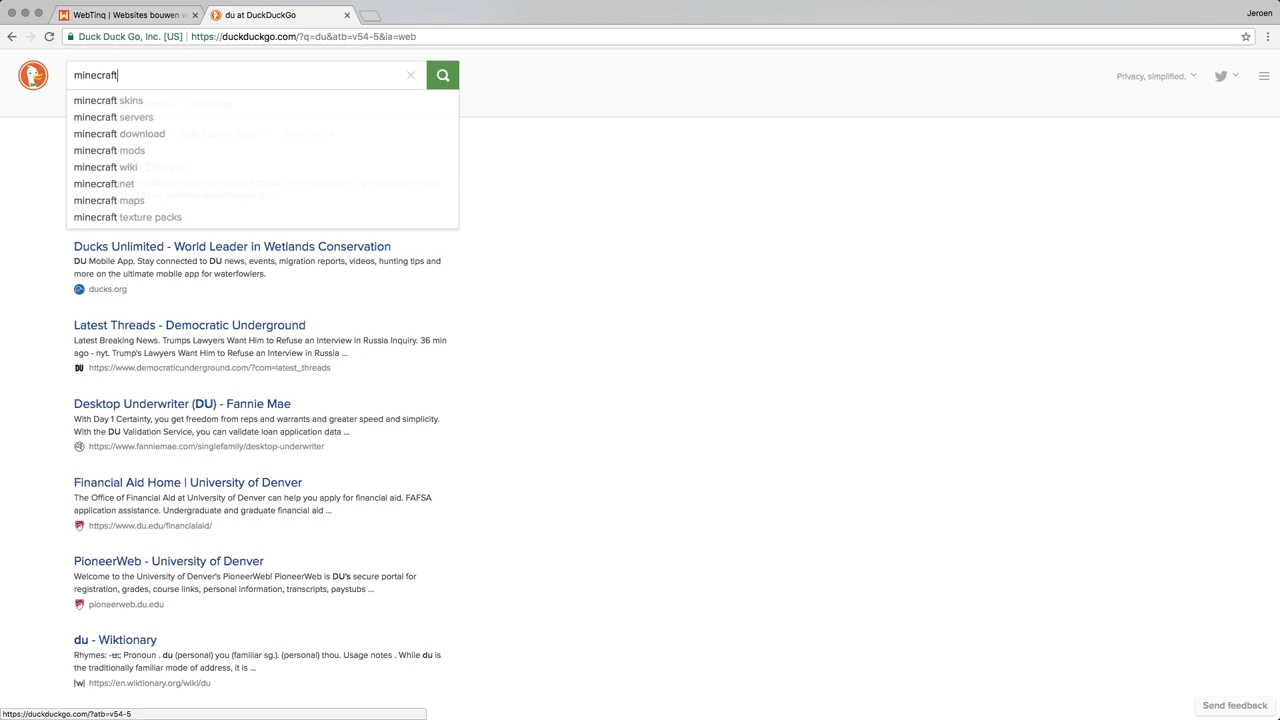 WebTinq | Websites bouwen v
du at DuckDuckGo
Jeroen
Duck Duck Go, Inc. [US]
https://duckduckgo.com/?q=du&atb=v54-5&ia=web
minecraft
Privacy, simplified.
minecraft skins
minecraft servers
minecraft download
minecraft mods
minecraft wiki
minecraft.net
minecraft maps
minecraft texture packs
Ducks Unlimited - World Leader in Wetlands Conservation
DU Mobile App. Stay connected to DU news, events, migration reports, videos, hunting tips and
more on the ultimate mobile app for waterfowlers.
ducks.org
Latest Threads - Democratic Underground
Latest Breaking News. Trumps Lawyers Want Him to Refuse an Interview in Russia Inquiry. 36 min
ago - nyt. Trump's Lawyers Want Him to Refuse an Interview in Russia ...
DU https://www.democraticunderground.com/?com=latest_threads
Desktop Underwriter (DU) - Fannie Mae
With Day 1 Certainty, you get freedom from reps and warrants and greater speed and simplicity.
With the DU Validation Service, you can validate loan application data ...
https://www.fanniemae.com/singlefamily/desktop-underwriter
Financial Aid Home | University of Denver
The Office of Financial Aid at University of Denver can help you apply for financial aid. FAFSA
application assistance. Undergraduate and graduate financial aid ...
https://www.du.edu/financialaid/
PioneerWeb - University of Denver
Welcome to the University of Denver's PioneerWeb! PioneerWeb is DU's secure portal for
registration, grades, course links, personal information, transcripts, paystubs ...
pioneerweb.du.edu
du - Wiktionary
Rhymes: -uː; Pronoun . du (personal) you (familiar sg.). (personal) thou. Usage notes . While du is
the traditionally familiar mode of address, it is ...
[w] https://en.wiktionary.org/wiki/du
https://duckduckgo.com/?atb=v54-5
Send feedback